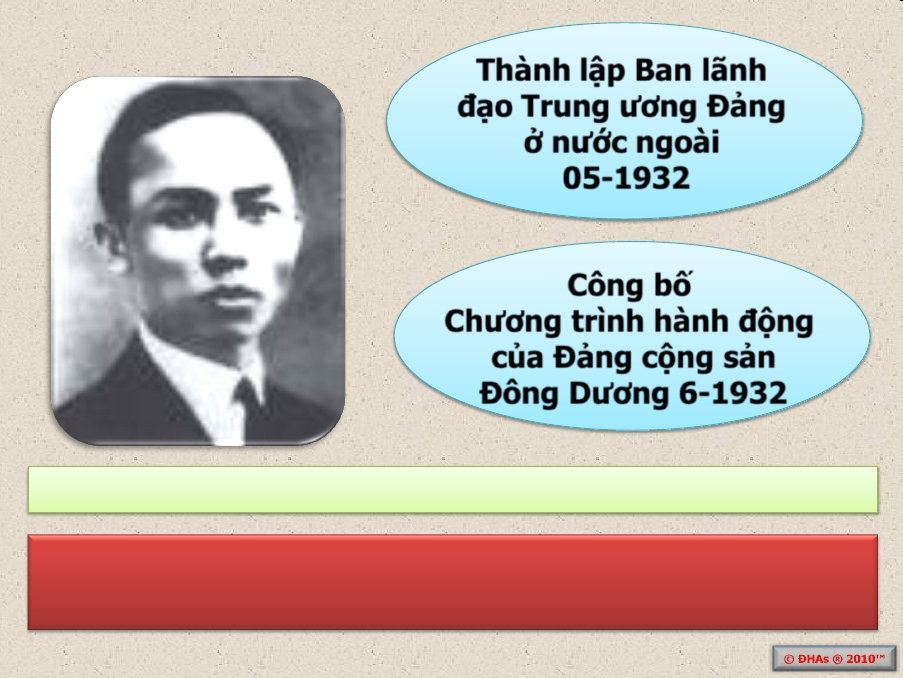 Thành lập Ban lãnh
đạo Trung ương Đảng
ở nước ngoài
05-1932
Công bố
Chương trình hành động
của Đảng cộng sản
Đông Dương 6-1932
© ĐHAs ® 2010™